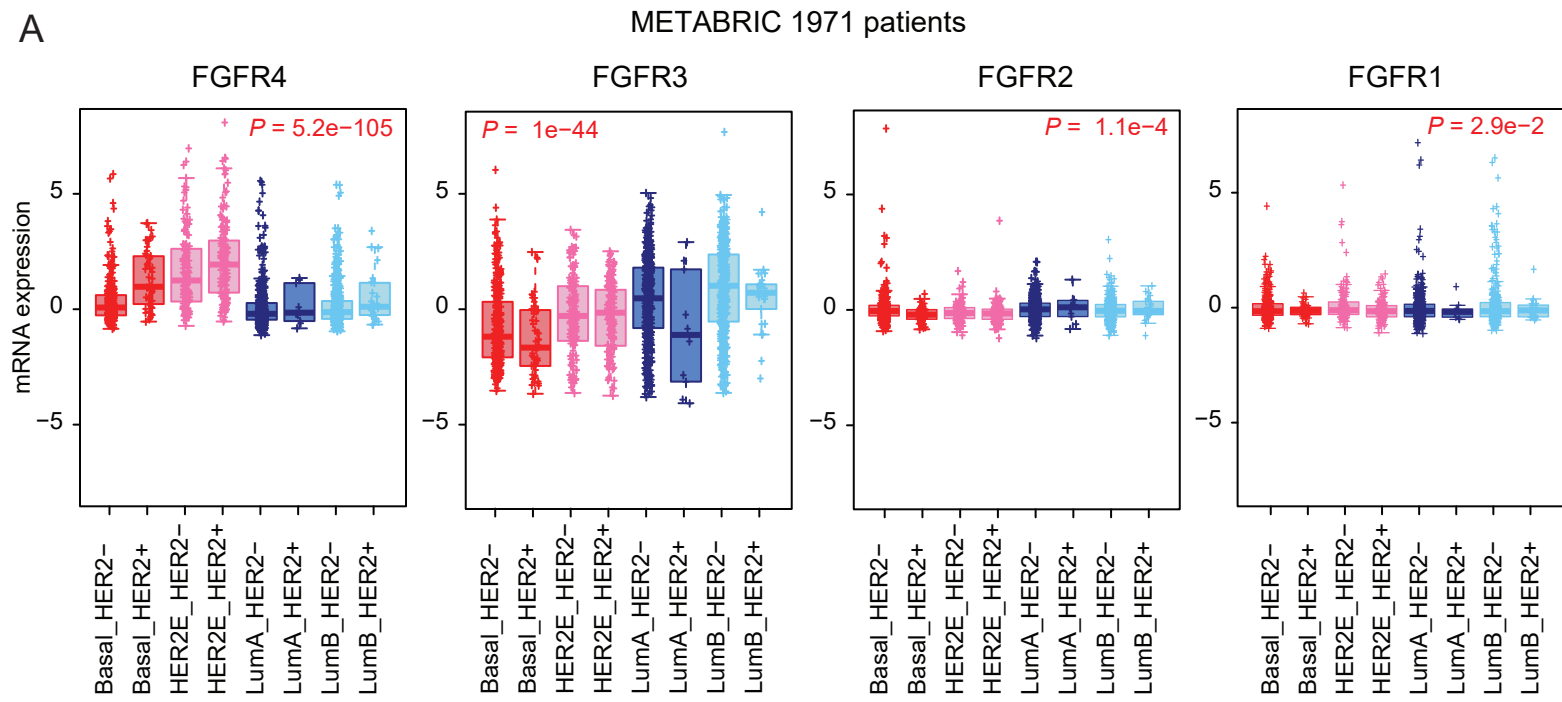 A
METABRIC 1971 patients
FGFR4
FGFR3
FGFR2
FGFR1
mRNA expression
P = 5.2e−105
5
0
−5
Basal_HER2−
Basal_HER2+
HER2E_HER2−
HER2E_HER2+
LumA_HER2−
LumA_HER2+
LumB_HER2−
LumB_HER2+
P = 1e−44
5
0
−5
Basal_HER2−
Basal_HER2+
HER2E_HER2−
HER2E_HER2+
LumA_HER2−
LumA_HER2+
LumB_HER2−
LumB_HER2+
P = 1.1e−4
5
0
−5
Basal_HER2−
Basal_HER2+
HER2E_HER2−
HER2E_HER2+
LumA_HER2−
LumA_HER2+
LumB_HER2−
LumB_HER2+
P = 2.9e−2
5
0
−5
Basal_HER2−
Basal_HER2+
HER2E_HER2−
HER2E_HER2+
LumA_HER2−
LumA_HER2+
LumB_HER2−
LumB_HER2+